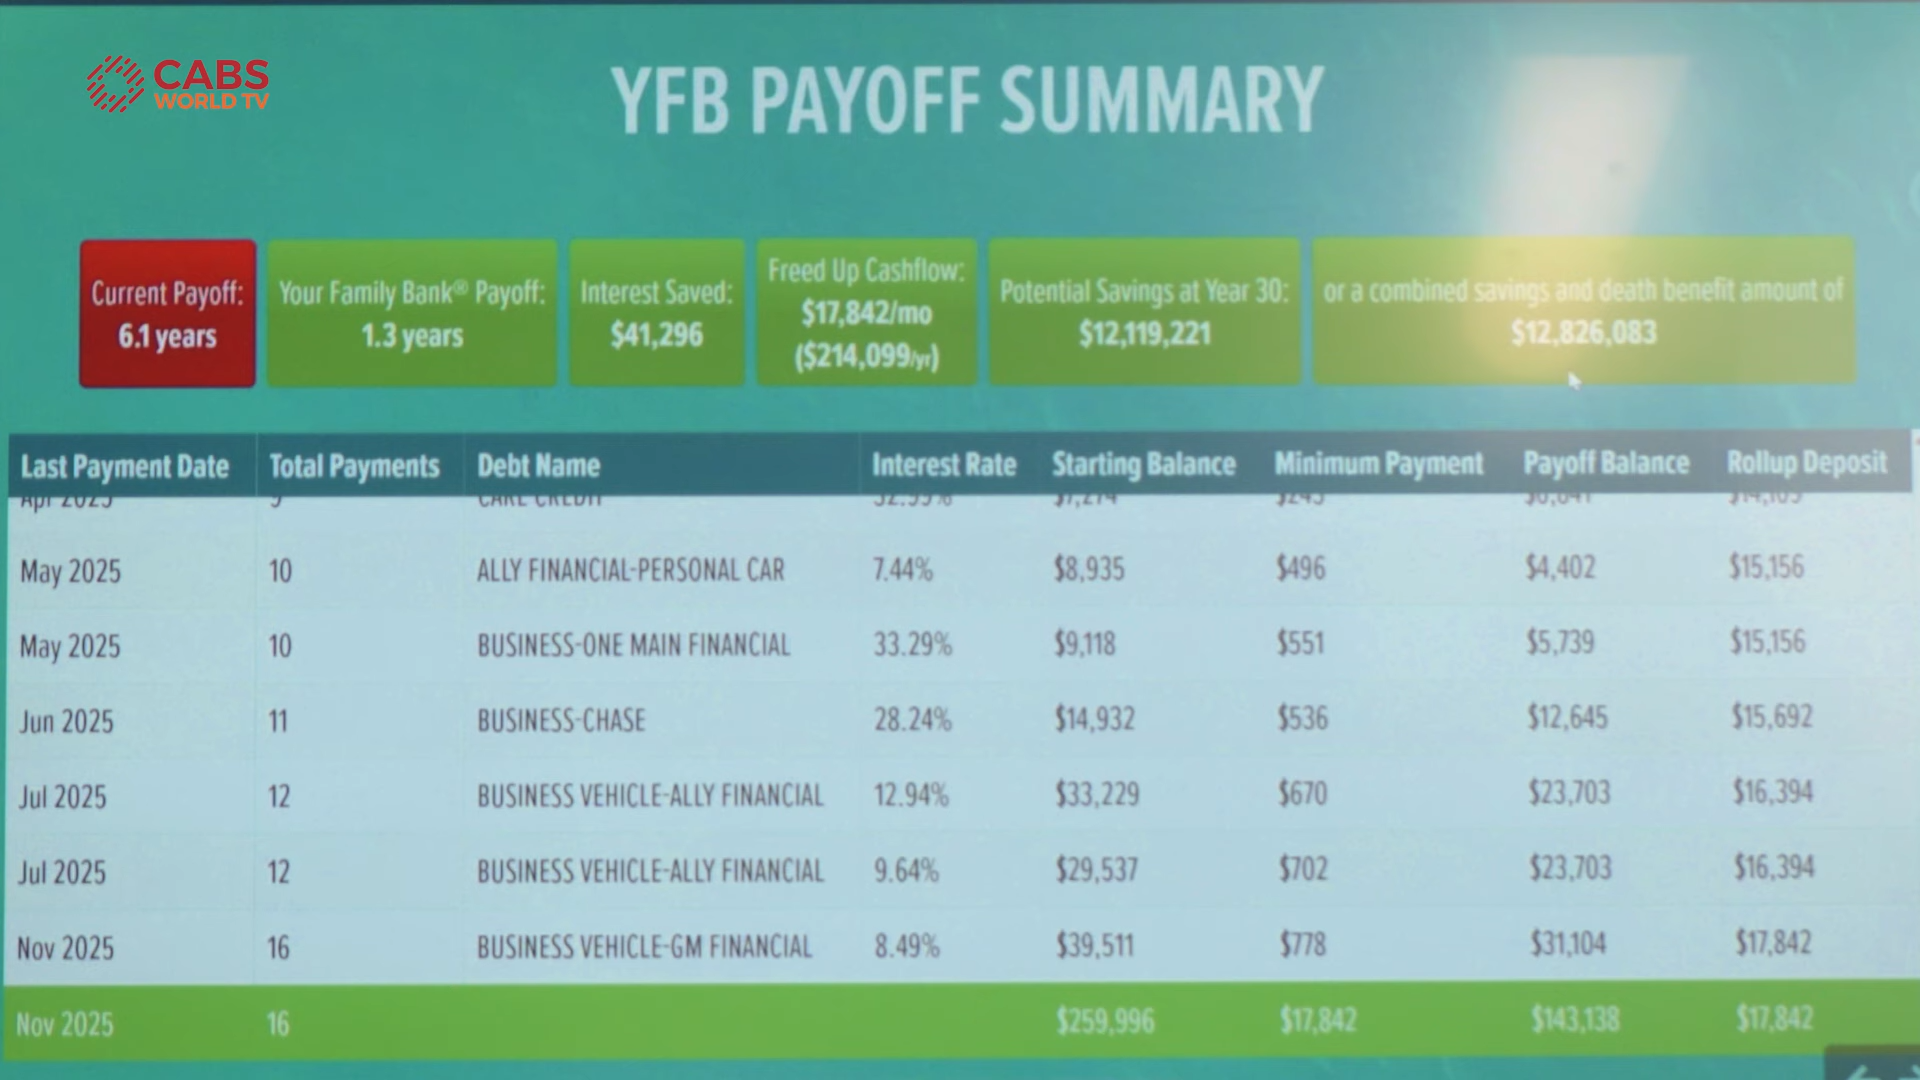 CABS
WORLD TV
YFB PAYOFF SUMMARY
Current Payoff:
6.1 years
Your Family Bank® Payoff:
1.3 years
Interest Saved:
$41,296
Freed Up Cashflow:
$17,842/mo
($214,099/yr)
Potential Savings at Year 30:
$12,119,221
or a combined savings and death benefit amount of
$12,826,083
Last Payment Date Total Payments Debt Name Interest Rate Starting Balance Minimum Payment Payoff Balance Rollup Deposit
Apr 2025 9 CARE CREDIT
May 2025 10 ALLY FINANCIAL-PERSONAL CAR 7.44% $8,935 $496 $4,402 $15,156
May 2025 10 BUSINESS-ONE MAIN FINANCIAL 33.29% $9,118 $551 $5,739 $15,156
Jun 2025 11 BUSINESS-CHASE 28.24% $14,932 $536 $12,645 $15,692
Jul 2025 12 BUSINESS VEHICLE-ALLY FINANCIAL 12.94% $33,229 $670 $23,703 $16,394
Jul 2025 12 BUSINESS VEHICLE-ALLY FINANCIAL 9.64% $29,537 $702 $23,703 $16,394
Nov 2025 16 BUSINESS VEHICLE-GM FINANCIAL 8.49% $39,511 $778 $31,104 $17,842
Nov 2025 16 $259,996 $17,842 $143,138 $17,842